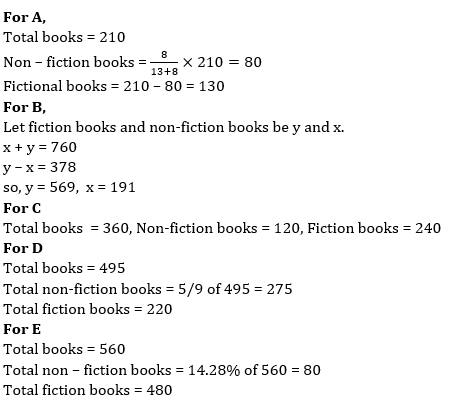 For A,
Total books = 210
Non – fiction books = 8/(13+8) × 210 = 80
Fictional books = 210 – 80 = 130
For B,
Let fiction books and non-fiction books be y and x.
x + y = 760
y – x = 378
so, y = 569, x = 191
For C
Total books = 360, Non-fiction books = 120, Fiction books = 240
For D
Total books = 495
Total non-fiction books = 5/9 of 495 = 275
Total fiction books = 220
For E
Total books = 560
Total non – fiction books = 14.28% of 560 = 80
Total fiction books = 480